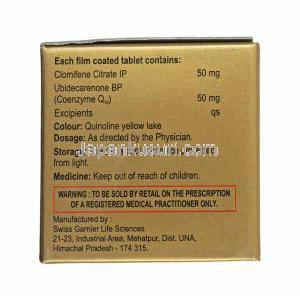 Each film coated tablet contains:
Clomifene Citrate IP 50 mg
Ubidecarenone BP
(Coenzyme Q10) 50 mg
Excipients qs
Colour: Quinoline yellow lake
Dosage: As directed by the Physician.
from light.
Medicine: Keep out of reach of children.
WARNING : TO BE SOLD BY RETAIL ON THE PRESCRIPTION
OF A REGISTERED MEDICAL PRACTITIONER ONLY.
Manufactured by :
Swiss Garnier Life Sciences
21-23, Industrial Area, Mehatpur, Dist. UNA,
Himachal Pradesh - 174 315.